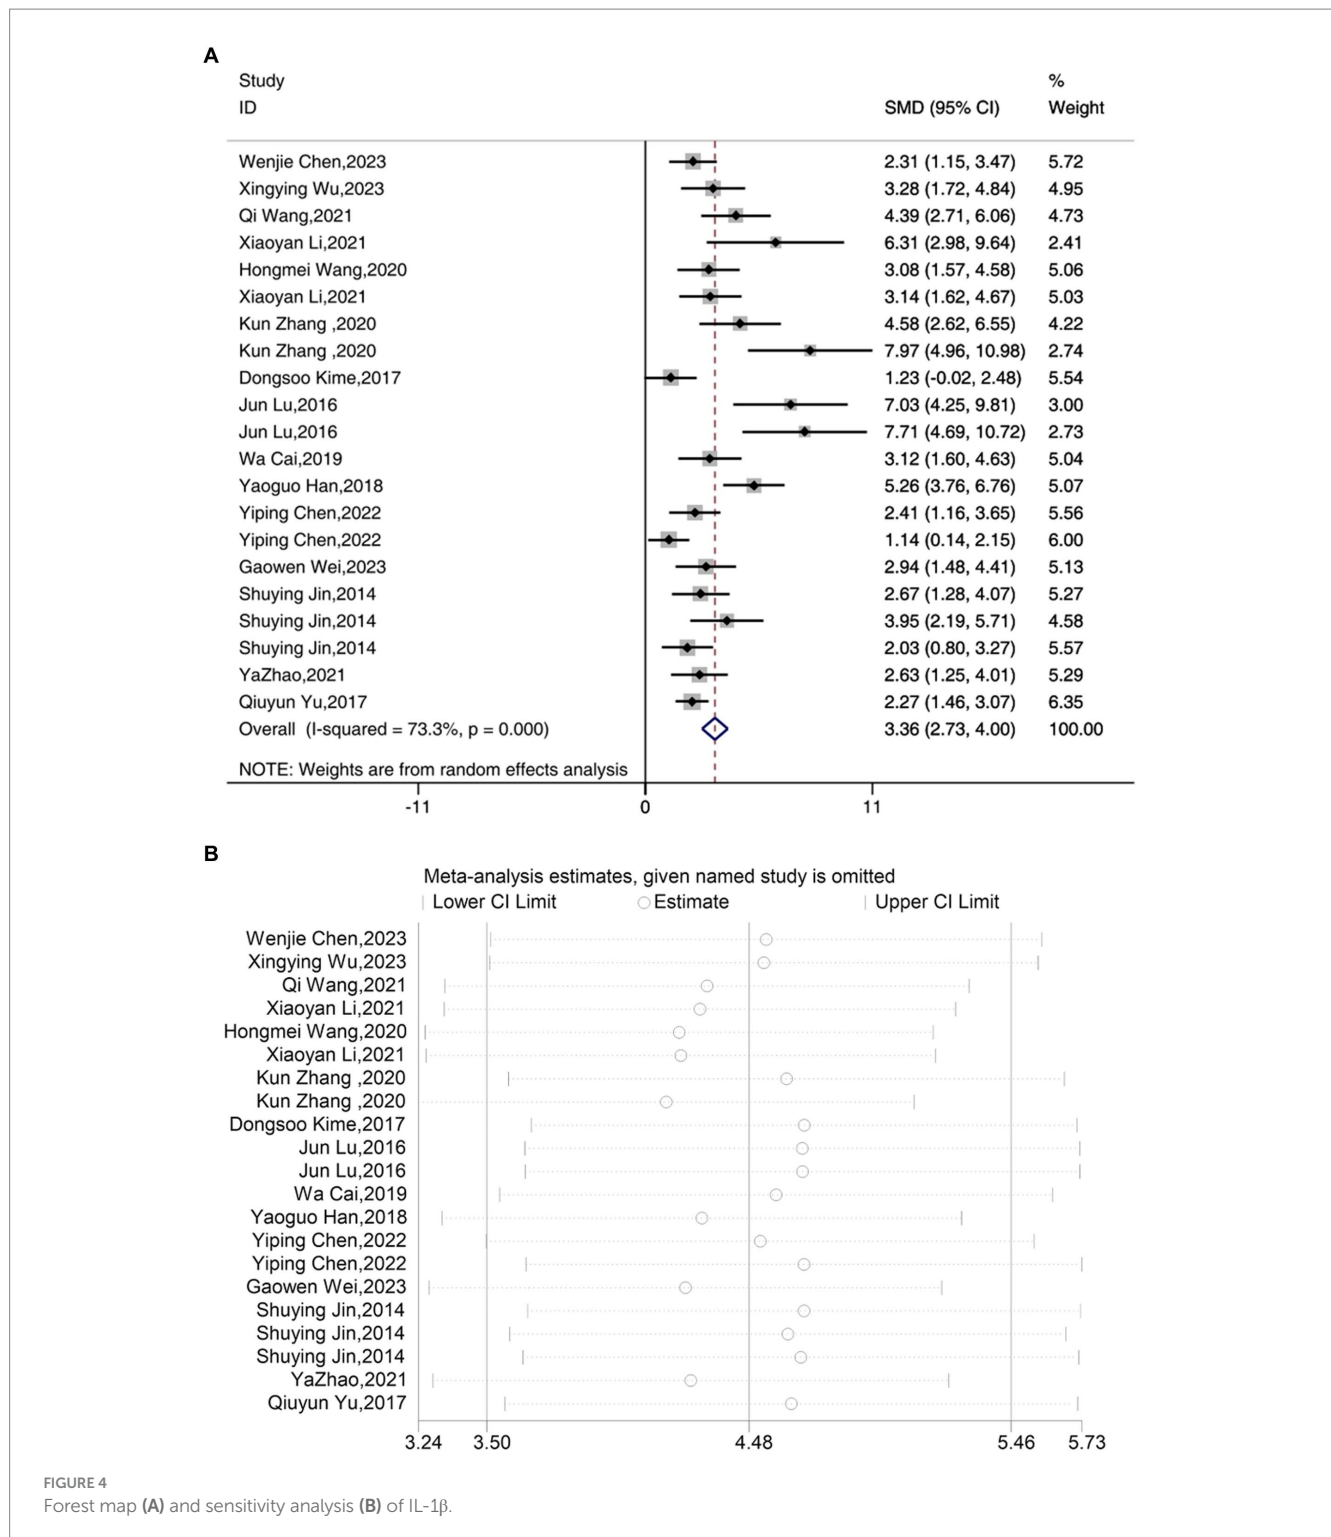 A
Study %
ID SMD (95% CI) Weight
Wenjie Chen,2023 2.31 (1.15, 3.47) 5.72
Xingying Wu,2023 3.28 (1.72, 4.84) 4.95
Qi Wang,2021 4.39 (2.71, 6.06) 4.73
Xiaoyan Li,2021 6.31 (2.98, 9.64) 2.41
Hongmei Wang,2020 3.08 (1.57, 4.58) 5.06
Xiaoyan Li,2021 3.14 (1.62, 4.67) 5.03
Kun Zhang ,2020 4.58 (2.62, 6.55) 4.22
Kun Zhang ,2020 7.97 (4.96, 10.98) 2.74
Dongsoo Kime,2017 1.23 (-0.02, 2.48) 5.54
Jun Lu,2016 7.03 (4.25, 9.81) 3.00
Jun Lu,2016 7.71 (4.69, 10.72) 2.73
Wa Cai,2019 3.12 (1.60, 4.63) 5.04
Yaoguo Han,2018 5.26 (3.76, 6.76) 5.07
Yiping Chen,2022 2.41 (1.16, 3.65) 5.56
Yiping Chen,2022 1.14 (0.14, 2.15) 6.00
Gaowen Wei,2023 2.94 (1.48, 4.41) 5.13
Shuying Jin,2014 2.67 (1.28, 4.07) 5.27
Shuying Jin,2014 3.95 (2.19, 5.71) 4.58
Shuying Jin,2014 2.03 (0.80, 3.27) 5.57
YaZhao,2021 2.63 (1.25, 4.01) 5.29
Qiuyun Yu,2017 2.27 (1.46, 3.07) 6.35
Overall (I-squared = 73.3%, p = 0.000) 3.36 (2.73, 4.00) 100.00
NOTE: Weights are from random effects analysis
-11 0 11
B
Meta-analysis estimates, given named study is omitted
Lower CI Limit Estimate Upper CI Limit
Wenjie Chen,2023
Xingying Wu,2023
Qi Wang,2021
Xiaoyan Li,2021
Hongmei Wang,2020
Xiaoyan Li,2021
Kun Zhang ,2020
Kun Zhang ,2020
Dongsoo Kime,2017
Jun Lu,2016
Jun Lu,2016
Wa Cai,2019
Yaoguo Han,2018
Yiping Chen,2022
Yiping Chen,2022
Gaowen Wei,2023
Shuying Jin,2014
Shuying Jin,2014
Shuying Jin,2014
YaZhao,2021
Qiuyun Yu,2017
3.24 3.50 4.48 5.46 5.73
FIGURE 4
Forest map (A) and sensitivity analysis (B) of IL-1β.